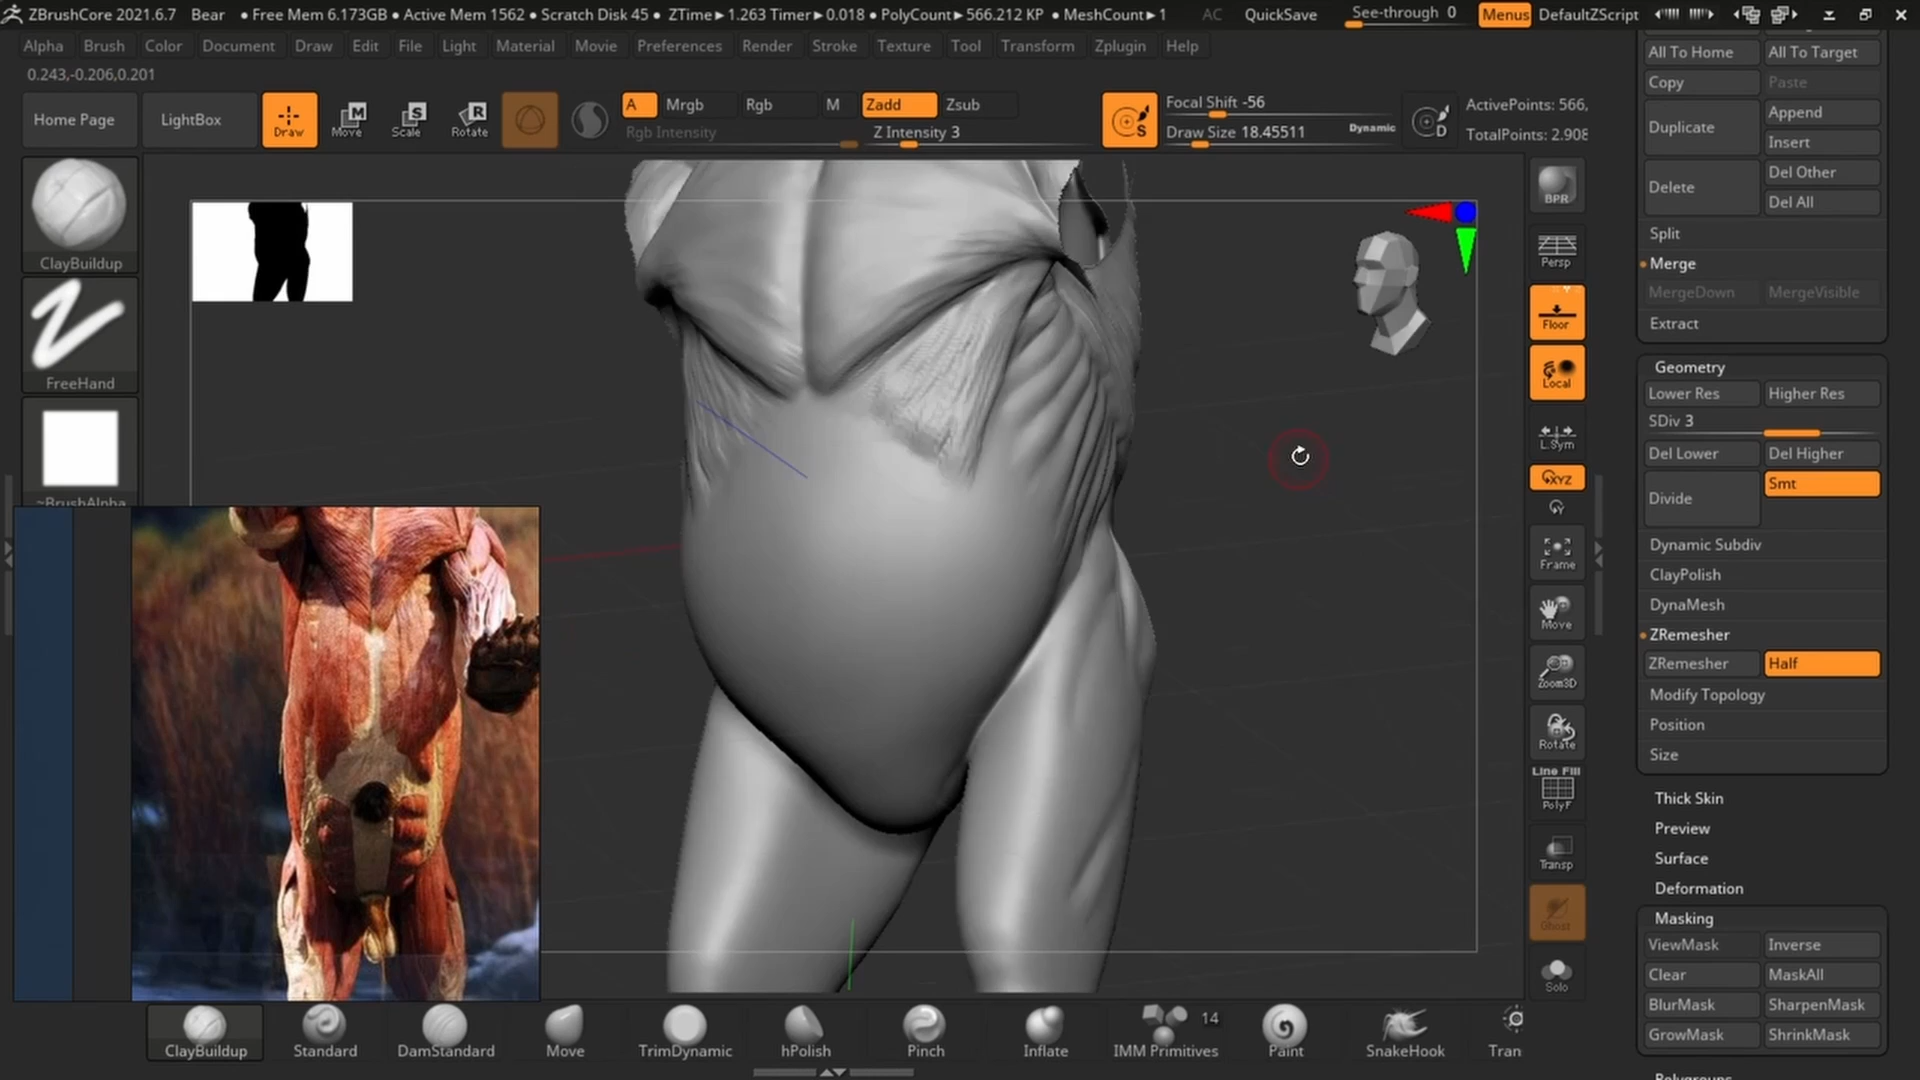 ZBrushCore 2021.6.7 Bear ● Free Mem 6.173GB ● Active Mem 1562 ● Scratch Disk 45 ● ZTime▸1.263 Timer▸0.018 ● PolyCount▸566.212 KP ● MeshCount▸1 AC QuickSave See-through 0 Menus DefaultZScript
Alpha Brush Color Document Draw Edit File Light Material Movie Preferences Render Stroke Texture Tool Transform Zplugin Help
0.243,-0.206,0.201
Home Page LightBox Draw Move Scale Rotate
A Mrgb Rgb M Zadd Zsub
Rgb Intensity Z Intensity 3
Focal Shift -56
Draw Size 18.45511 Dynamic
ActivePoints: 566,
TotalPoints: 2.908
ClayBuildup
FreeHand
~BrushAlpha
BPR
Persp
Floor
Local
L.Sym
XYZ
Y
Frame
Move
Zoom3D
Rotate
Line Fill
PolyF
Transp
Ghost
Solo
All To Home All To Target
Copy Paste
Duplicate Append
Insert
Delete Del Other
Del All
Split
Merge
MergeDown MergeVisible
Extract
Geometry
Lower Res Higher Res
SDiv 3
Del Lower Del Higher
Divide Smt
Dynamic Subdiv
ClayPolish
DynaMesh
ZRemesher
ZRemesher Half
Modify Topology
Position
Size
Thick Skin
Preview
Surface
Deformation
Masking
ViewMask Inverse
Clear MaskAll
BlurMask SharpenMask
GrowMask ShrinkMask
Polygroups
14
ClayBuildup Standard DamStandard Move TrimDynamic hPolish Pinch Inflate IMM Primitives Paint SnakeHook Tran